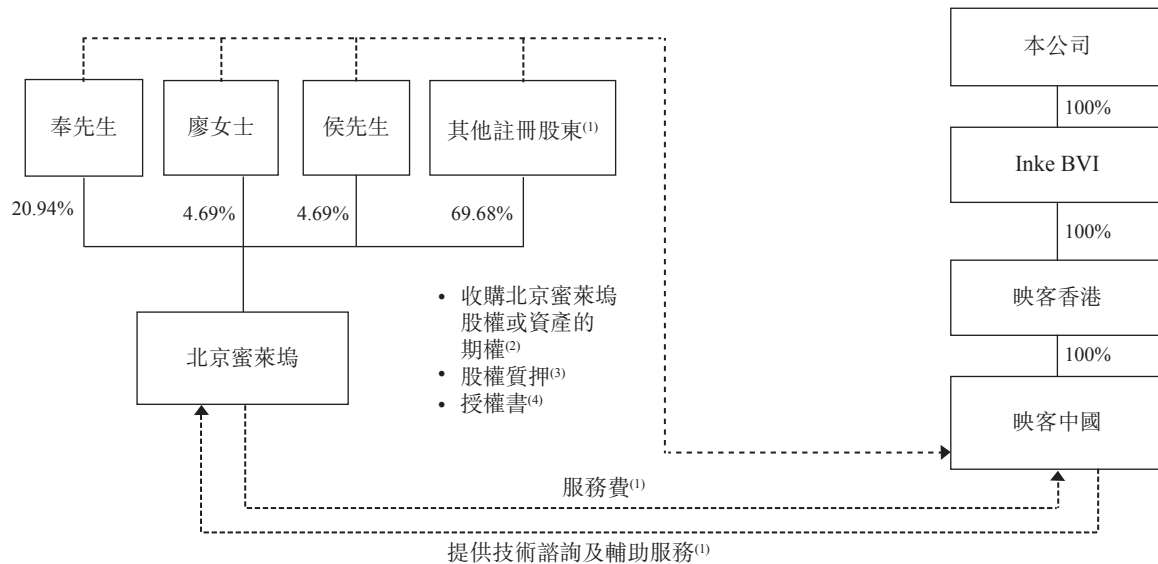 本公司
100%
奉先生
廖女士
侯先生
其他註冊股東(1)
Inke BVI
20.94%
4.69%
4.69%
69.68%
100%
• 收購北京蜜萊塢
股權或資產的
期權(2)
• 股權質押(3)
• 授權書(4)
映客香港
北京蜜萊塢
100%
映客中國
服務費(1)
提供技術諮詢及輔助服務(1)